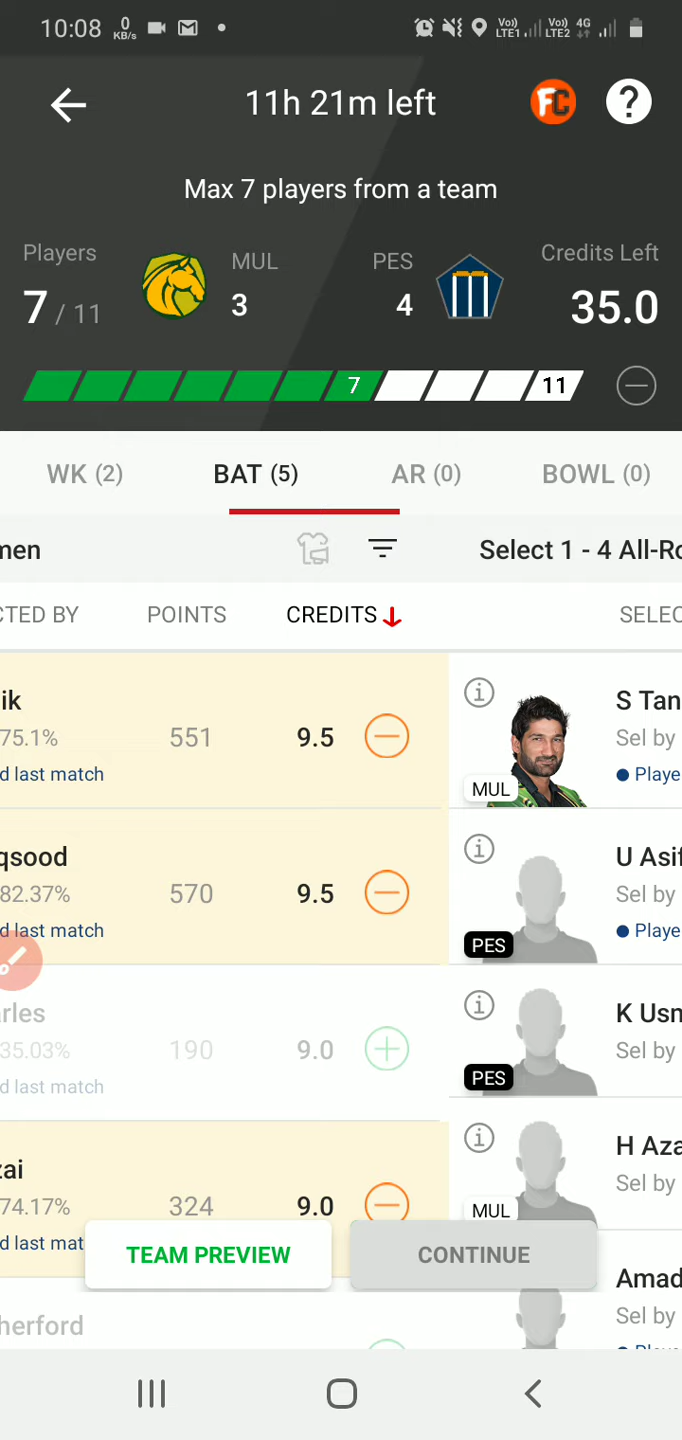 10:08 0 KB/s Vo)) LTE1 Vo)) LTE2 4G
11h 21m left FC ?
Max 7 players from a team
Players MUL PES Credits Left
7 / 11 3 4 35.0
7 11
WK (2) BAT (5) AR (0) BOWL (0)
men Select 1 - 4 All-Ro
CTED BY POINTS CREDITS SELEC
ik
75.1% 551 9.5
d last match
S Tan
Sel by
Playe
MUL
qsood
82.37% 570 9.5
d last match
U Asif
Sel by
Playe
PES
rles
35.03% 190 9.0
d last match
K Usm
Sel by
PES
zai
74.17% 324 9.0
d last mat
H Aza
Sel by
MUL
TEAM PREVIEW CONTINUE
herford
Amad
Sel by